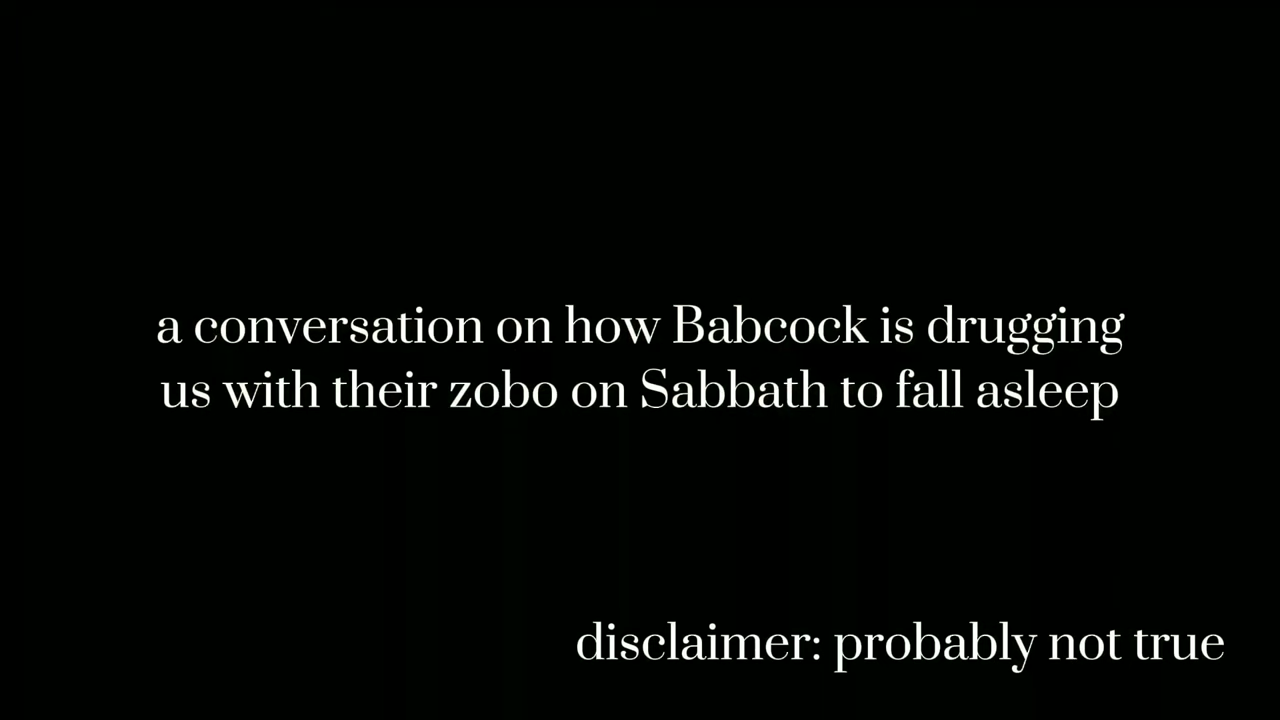 a conversation on how Babcock is drugging
us with their zobo on Sabbath to fall asleep
disclaimer: probably not true